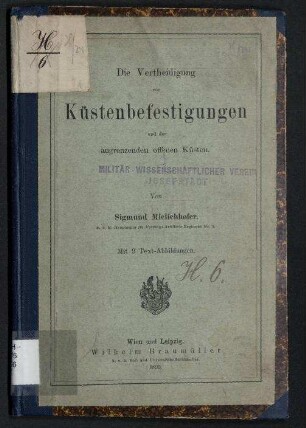 H
6
Die Vertheidigung
von
Küstenbefestigungen
und der
angrenzenden offenen Küsten.
MILITÄR WISSENSCHAFTLICHER VEREIN
JOSEFSTADT
Von
Sigmund Mielichhofer.
Mit 9 Text-Abbildungen.
H. 6.
Wien und Leipzig.
Wilhelm Braumüller.